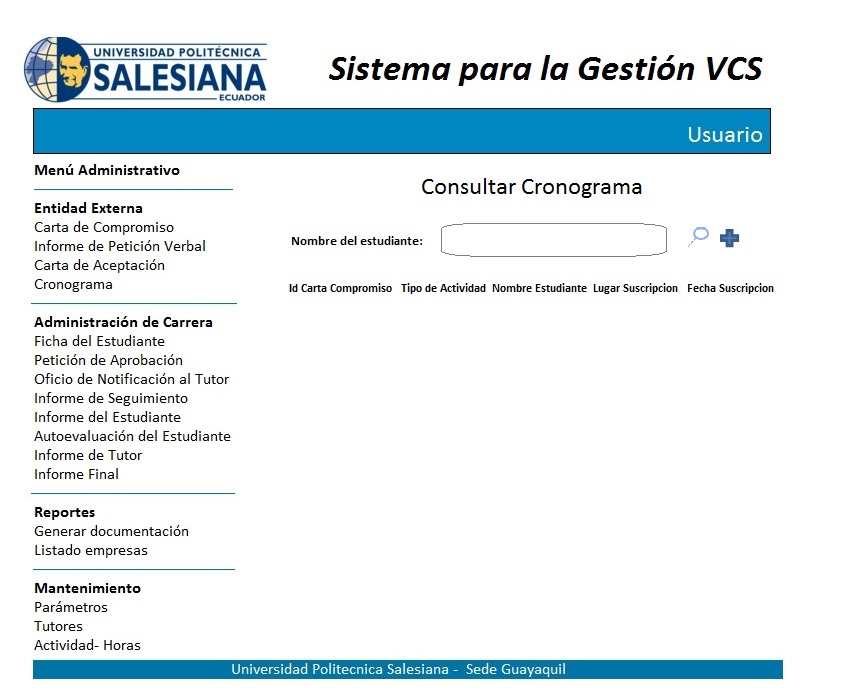 UNIVERSIDAD POLITÉCNICA
SALESIANA
ECUADOR
Sistema para la Gestión VCS
Usuario
Menú Administrativo
Entidad Externa
Carta de Compromiso
Informe de Petición Verbal
Carta de Aceptación
Cronograma
Administración de Carrera
Ficha del Estudiante
Petición de Aprobación
Oficio de Notificación al Tutor
Informe de Seguimiento
Informe del Estudiante
Autoevaluación del Estudiante
Informe de Tutor
Informe Final
Reportes
Generar documentación
Listado empresas
Mantenimiento
Parámetros
Tutores
Actividad- Horas
Consultar Cronograma
Nombre del estudiante:
Id Carta Compromiso Tipo de Actividad Nombre Estudiante Lugar Suscripcion Fecha Suscripcion
Universidad Politecnica Salesiana - Sede Guayaquil